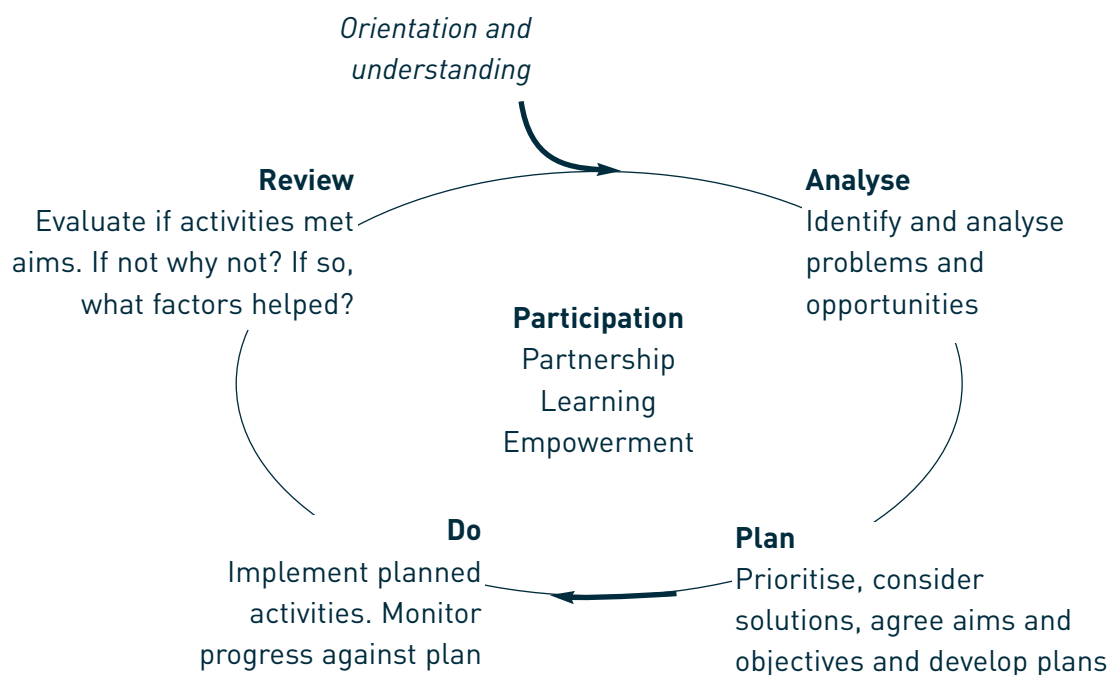 Orientation and
understanding
Review
Evaluate if activities met
aims. If not why not? If so,
what factors helped?
Analyse
Identify and analyse
problems and
opportunities
Participation
Partnership
Learning
Empowerment
Do
Implement planned
activities. Monitor
progress against plan
Plan
Prioritise, consider
solutions, agree aims and
objectives and develop plans